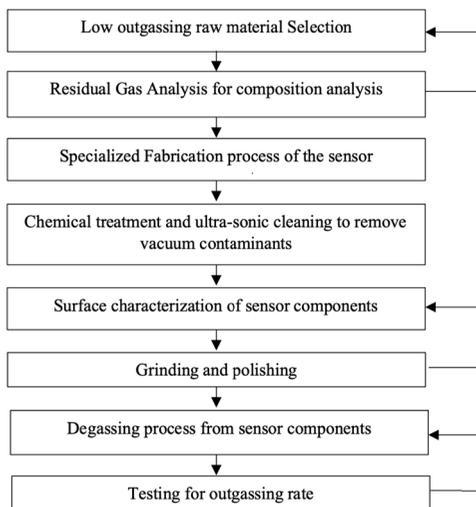 Low outgassing raw material Selection
Residual Gas Analysis for composition analysis
Specialized Fabrication process of the sensor
Chemical treatment and ultra-sonic cleaning to remove
vacuum contaminants
Surface characterization of sensor components
Grinding and polishing
Degassing process from sensor components
Testing for outgassing rate